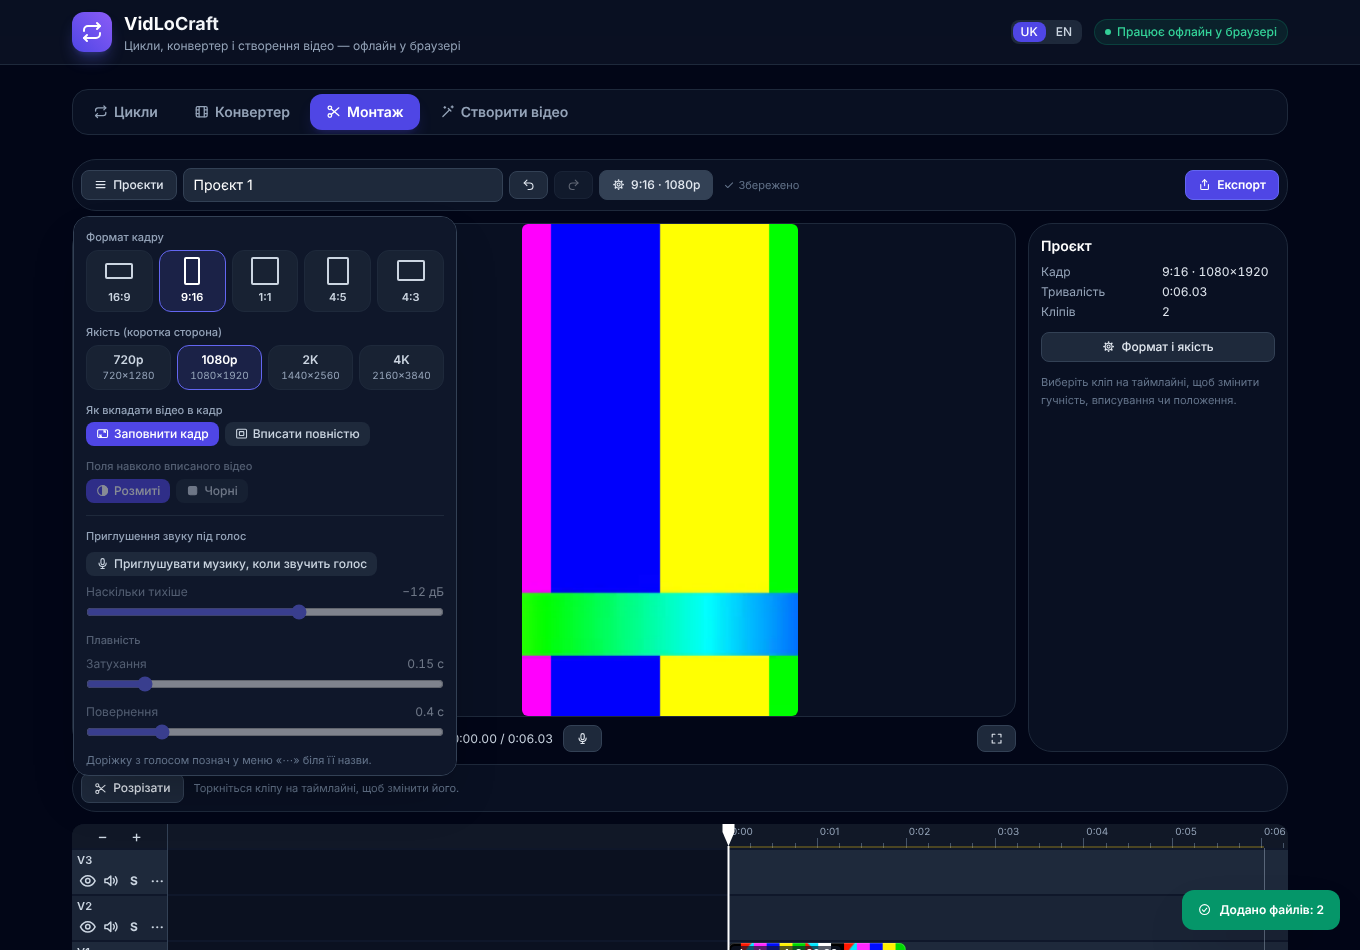 VidLoCraft
Цикли, конвертер і створення відео — офлайн у браузері
UK EN
Працює офлайн у браузері
Цикли
Конвертер
Монтаж
Створити відео
Проєкти
Проєкт 1
9:16 · 1080p
Збережено
Експорт
Формат кадру
16:9 9:16 1:1 4:5 4:3
Якість (коротка сторона)
720p 1080p 2K 4K
720×1280 1080×1920 1440×2560 2160×3840
Як вкладати відео в кадр
Заповнити кадр
Вписати повністю
Поля навколо вписаного відео
Розмиті
Чорні
Приглушення звуку під голос
Приглушувати музику, коли звучить голос
Наскільки тихіше −12 дБ
Плавність
Затухання 0.15 с
Повернення 0.4 с
Доріжку з голосом познач у меню «···» біля її назви.
:00.00 / 0:06.03
Проєкт
Кадр 9:16 · 1080×1920
Тривалість 0:06.03
Кліпів 2
Формат і якість
Виберіть кліп на таймлайні, щоб змінити
гучність, вписування чи положення.
Розрізати
Торкніться кліпу на таймлайні, щоб змінити його.
− +
:00 0:01 0:02 0:03 0:04 0:05 0:06
V3
S ···
V2
S ···
V1
Додано файлів: 2